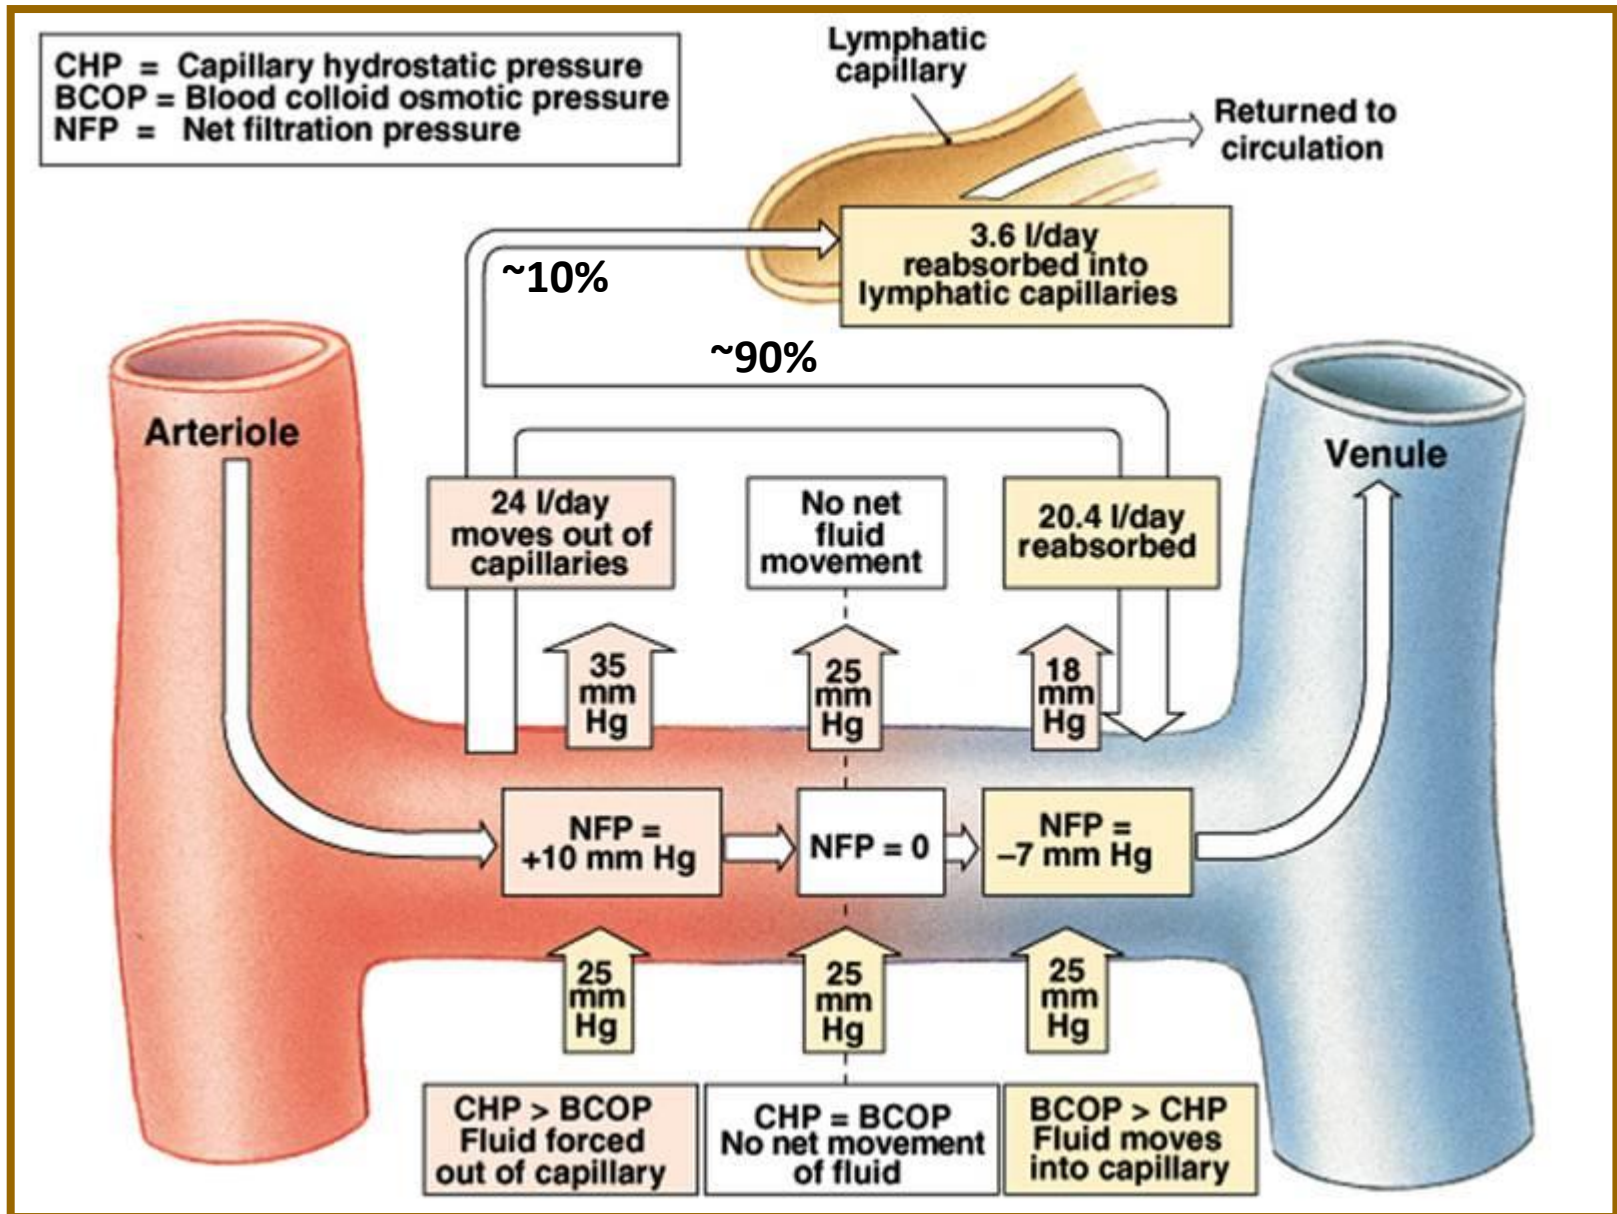 CHP = Capillary hydrostatic pressure
BCOP = Blood colloid osmotic pressure
NFP = Net filtration pressure
Lymphatic
capillary
Returned to
circulation
3.6 l/day
reabsorbed into
lymphatic capillaries
~10%
~90%
Arteriole
Venule
24 l/day
moves out of
capillaries
No net
fluid
movement
20.4 l/day
reabsorbed
35
mm
Hg
25
mm
Hg
18
mm
Hg
NFP =
+10 mm Hg
NFP = 0
NFP =
–7 mm Hg
25
mm
Hg
25
mm
Hg
25
mm
Hg
CHP > BCOP
Fluid forced
out of capillary
CHP = BCOP
No net movement
of fluid
BCOP > CHP
Fluid moves
into capillary